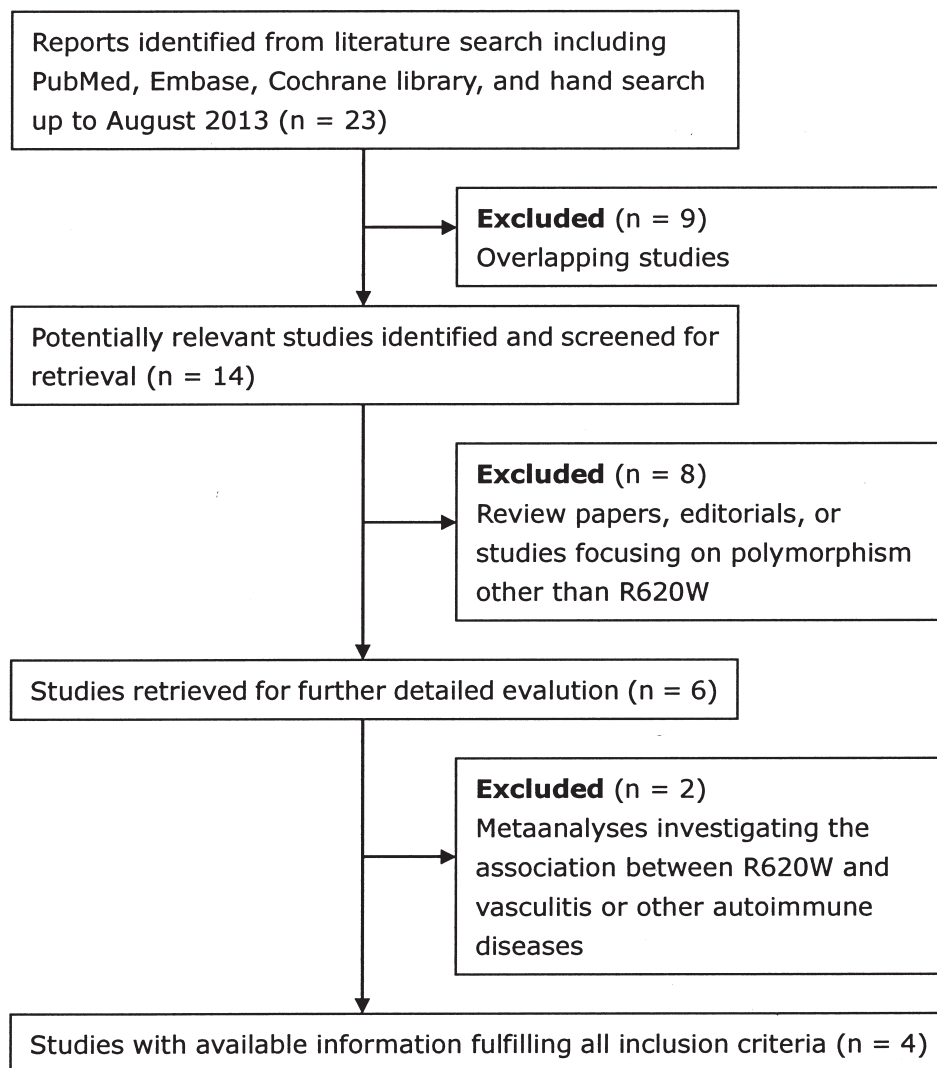 Reports identified from literature search including
PubMed, Embase, Cochrane library, and hand search
up to August 2013 (n = 23)
Excluded (n = 9)
Overlapping studies
Potentially relevant studies identified and screened for
retrieval (n = 14)
Excluded (n = 8)
Review papers, editorials, or
studies focusing on polymorphism
other than R620W
Studies retrieved for further detailed evalution (n = 6)
Excluded (n = 2)
Metaanalyses investigating the
association between R620W and
vasculitis or other autoimmune
diseases
Studies with available information fulfilling all inclusion criteria (n = 4)